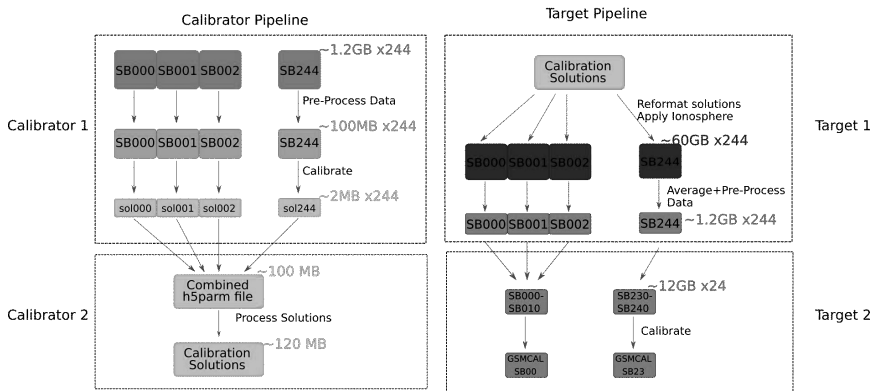 Calibrator Pipeline
Target Pipeline
Calibrator 1
SB000 SB001 SB002 SB244 ~1.2GB x244
Pre-Process Data
SB000 SB001 SB002 SB244 ~100MB x244
Calibrate
sol000 sol001 sol002 sol244 ~2MB x244
Calibrator 2
Combined
h5parm file
~100 MB
Process Solutions
Calibration
Solutions
~120 MB
Target 1
Calibration
Solutions
Reformat solutions
Apply Ionosphere
SB000 SB001 SB002 SB244 ~60GB x244
Average+Pre-Process
Data
SB000 SB001 SB002 SB244 ~1.2GB x244
Target 2
SB000-
SB010
SB230-
SB240
~12GB x24
Calibrate
GSMCAL
SB00
GSMCAL
SB23